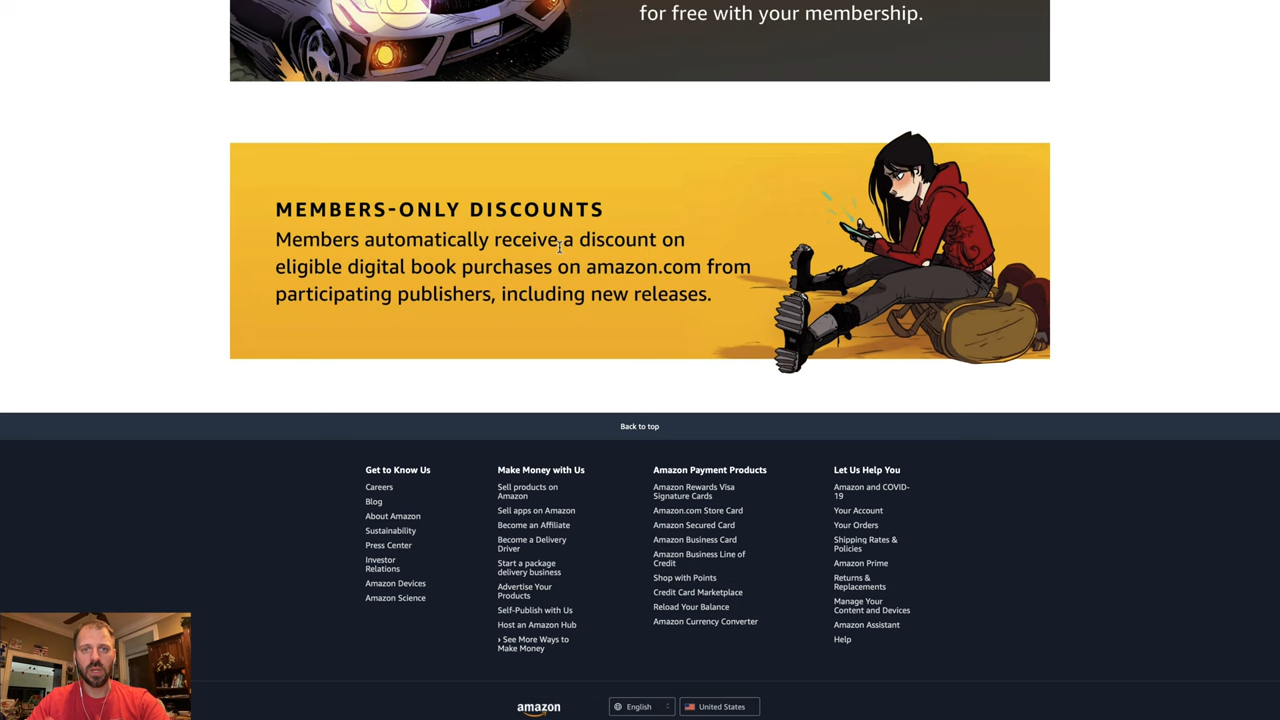 for free with your membership.
MEMBERS-ONLY DISCOUNTS
Members automatically receive a discount on
eligible digital book purchases on amazon.com from
participating publishers, including new releases.
Back to top
Get to Know Us
Careers
Blog
About Amazon
Sustainability
Press Center
Investor
Relations
Amazon Devices
Amazon Science
Make Money with Us
Sell products on
Amazon
Sell apps on Amazon
Become an Affiliate
Become a Delivery
Driver
Start a package
delivery business
Advertise Your
Products
Self-Publish with Us
Host an Amazon Hub
› See More Ways to
Make Money
Amazon Payment Products
Amazon Rewards Visa
Signature Cards
Amazon.com Store Card
Amazon Secured Card
Amazon Business Card
Amazon Business Line of
Credit
Shop with Points
Credit Card Marketplace
Reload Your Balance
Amazon Currency Converter
Let Us Help You
Amazon and COVID-
19
Your Account
Your Orders
Shipping Rates &
Policies
Amazon Prime
Returns &
Replacements
Manage Your
Content and Devices
Amazon Assistant
Help
amazon
English
United States